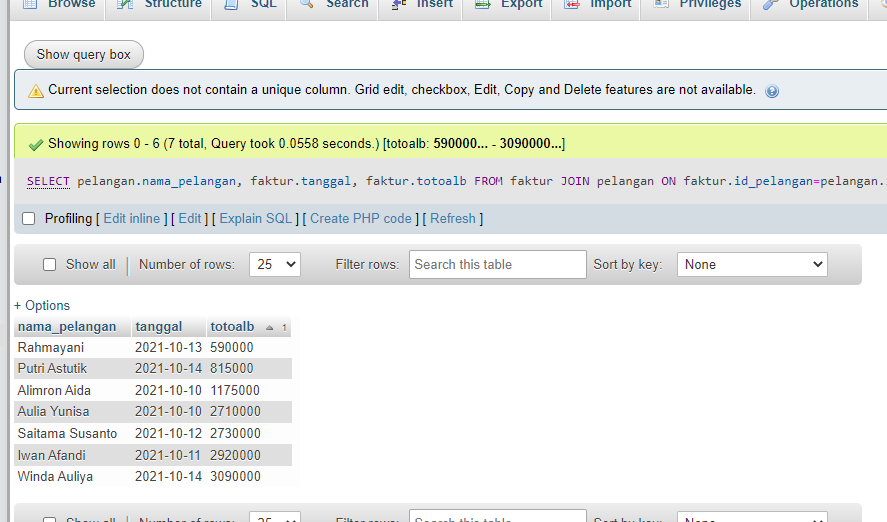 Browse Structure SQL Search Insert Export Import Privileges Operations
Show query box
Current selection does not contain a unique column. Grid edit, checkbox, Edit, Copy and Delete features are not available.
Showing rows 0 - 6 (7 total, Query took 0.0558 seconds.) [totoalb: 590000... - 3090000...]
SELECT pelangan.nama_pelangan, faktur.tanggal, faktur.totoalb FROM faktur JOIN pelangan ON faktur.id_pelangan=pelangan.
Profiling [ Edit inline ] [ Edit ] [ Explain SQL ] [ Create PHP code ] [ Refresh ]
Show all Number of rows: 25 Filter rows: Search this table Sort by key: None
+ Options
nama_pelangan tanggal totoalb 1
Rahmayani 2021-10-13 590000
Putri Astutik 2021-10-14 815000
Alimron Aida 2021-10-10 1175000
Aulia Yunisa 2021-10-10 2710000
Saitama Susanto 2021-10-12 2730000
Iwan Afandi 2021-10-11 2920000
Winda Auliya 2021-10-14 3090000
Show all Number of rows: 25 Filter rows: Search this table Sort by key: None